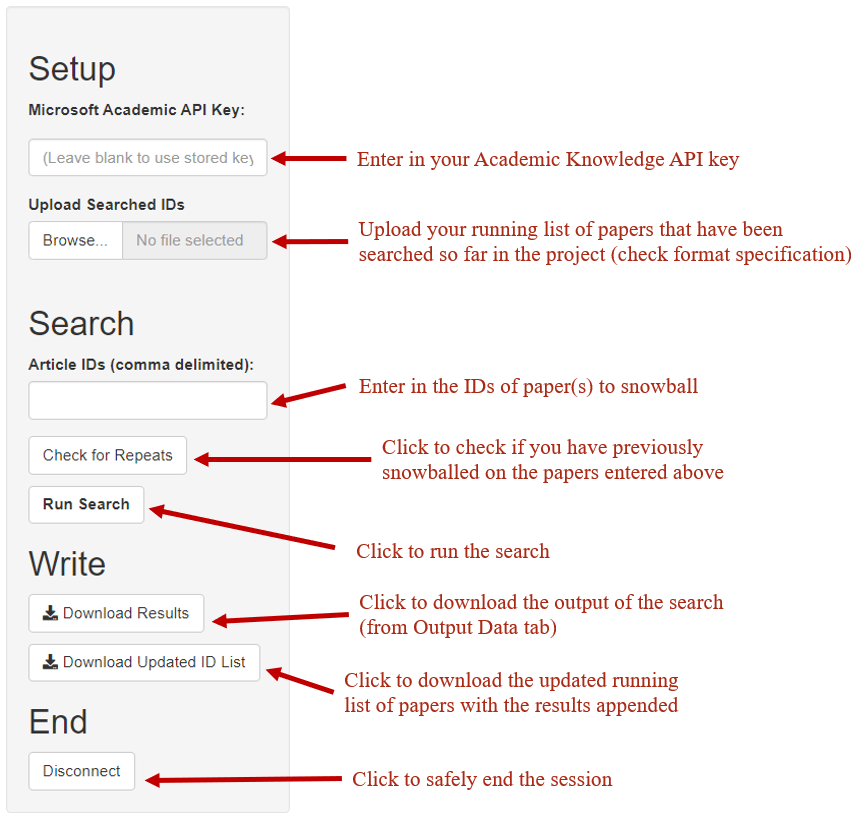 Setup
Microsoft Academic API Key:
(Leave blank to use stored key
Enter in your Academic Knowledge API key
Upload Searched IDs
Browse...
No file selected
Upload your running list of papers that have been
searched so far in the project (check format specification)
Search
Article IDs (comma delimited):
Enter in the IDs of paper(s) to snowball
Check for Repeats
Click to check if you have previously
snowballed on the papers entered above
Run Search
Click to run the search
Write
Download Results
Click to download the output of the search
(from Output Data tab)
Download Updated ID List
Click to download the updated running
list of papers with the results appended
End
Disconnect
Click to safely end the session